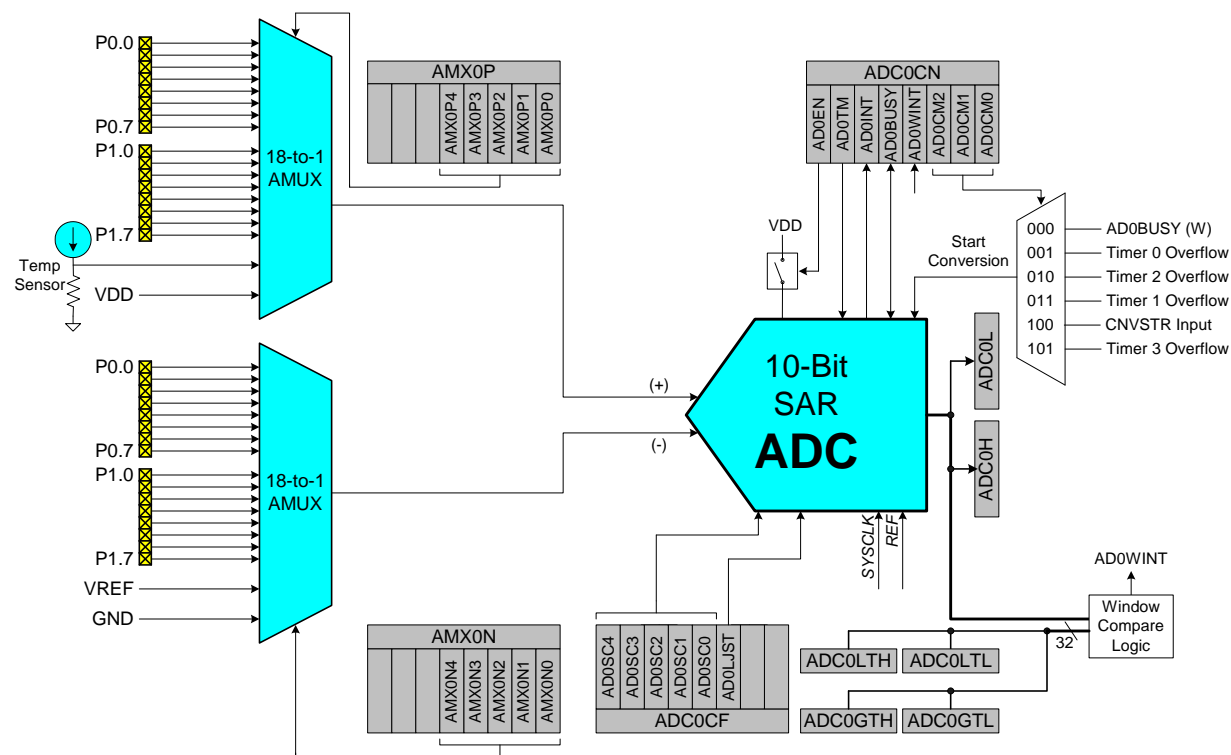 P0.0
P0.7
P1.0
P1.7
18-to-1
AMUX
Temp
Sensor
VDD
AMX0P
AMX0P4
AMX0P3
AMX0P2
AMX0P1
AMX0P0
ADC0CN
AD0EN
AD0TM
AD0INT
AD0BUSY
AD0WINT
AD0CM2
AD0CM1
AD0CM0
VDD
Start
Conversion
000
AD0BUSY (W)
001
Timer 0 Overflow
010
Timer 2 Overflow
011
Timer 1 Overflow
100
CNVSTR Input
101
Timer 3 Overflow
P0.0
P0.7
P1.0
P1.7
18-to-1
AMUX
VREF
GND
(+)
(-)
10-Bit
SAR
ADC
ADC0L
ADC0H
SYSCLK
REF
AD0WINT
Window
Compare
Logic
32
AMX0N
AMX0N4
AMX0N3
AMX0N2
AMX0N1
AMX0N0
AD0SC4
AD0SC3
AD0SC2
AD0SC1
AD0SC0
AD0LJST
ADC0CF
ADC0LTH
ADC0LTL
ADC0GTH
ADC0GTL